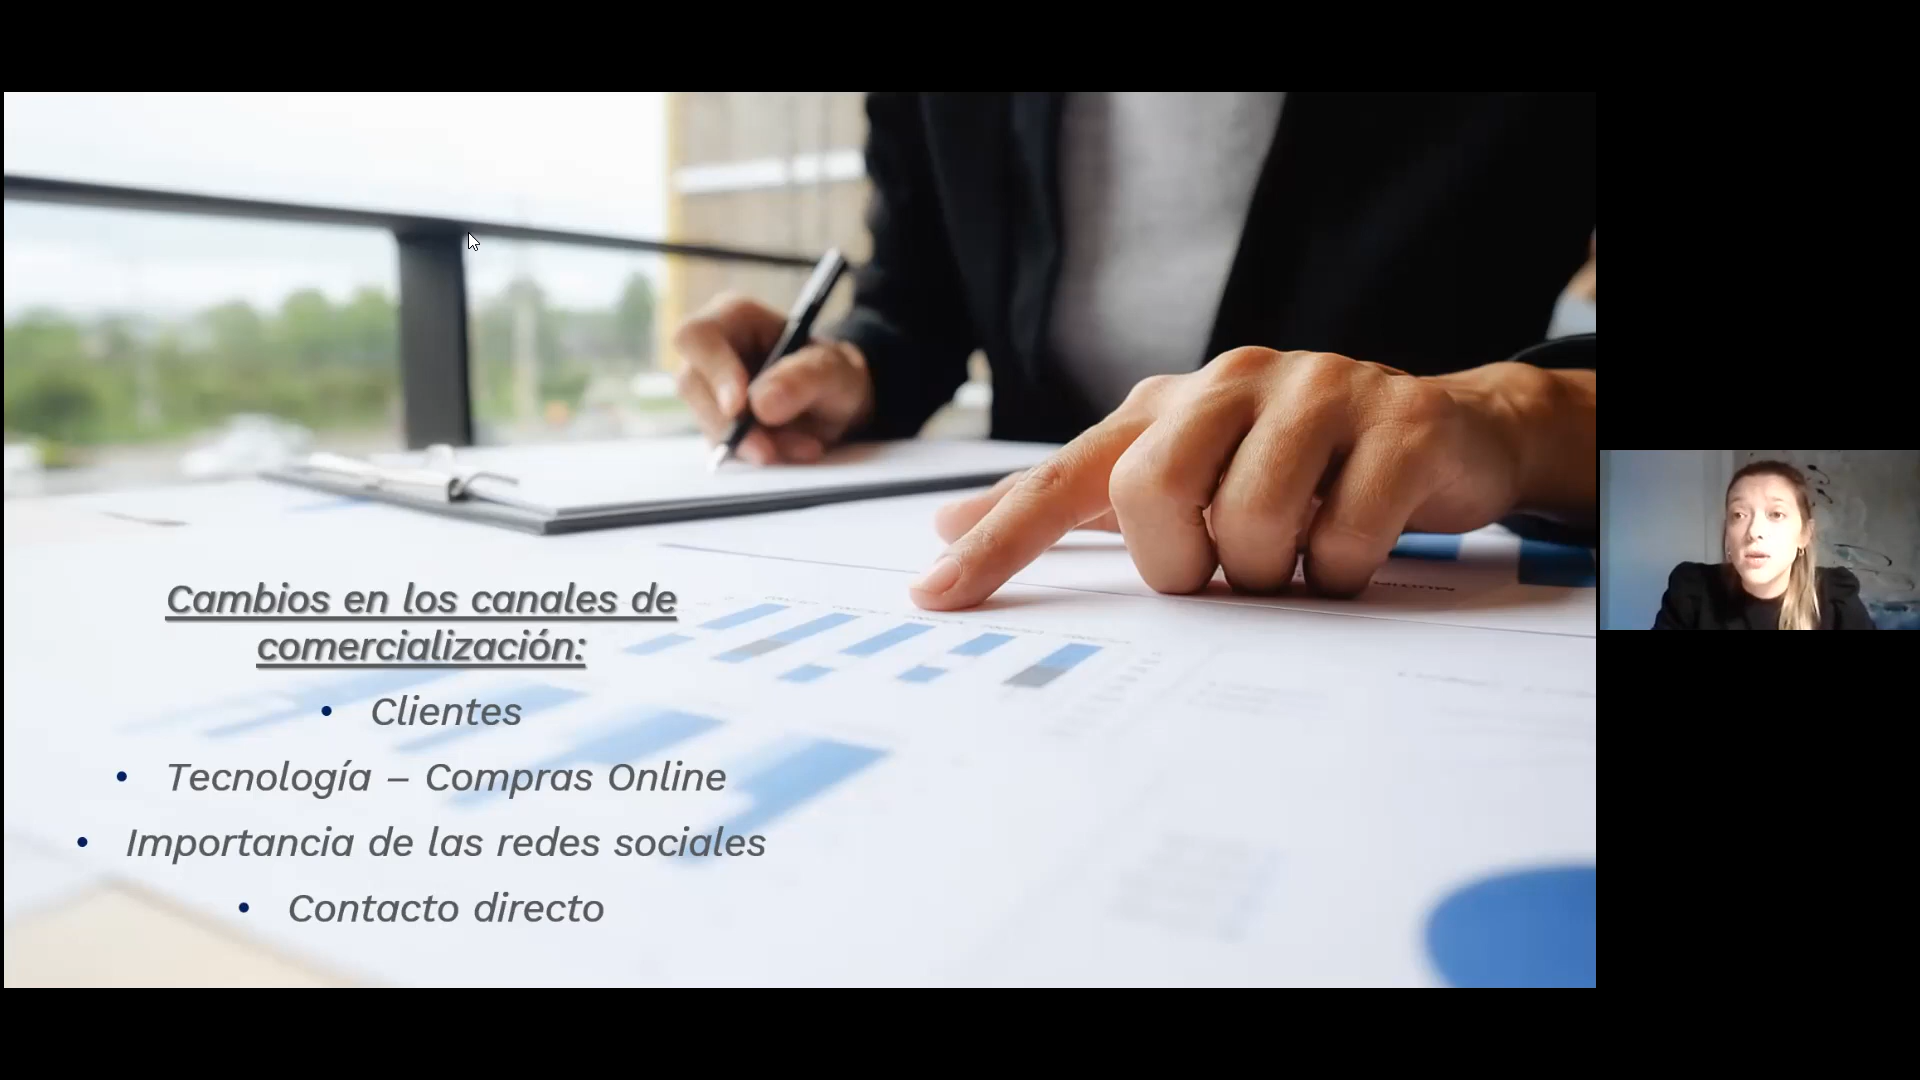 Cambios en los canales de
comercialización:
• Clientes
• Tecnología – Compras Online
• Importancia de las redes sociales
• Contacto directo